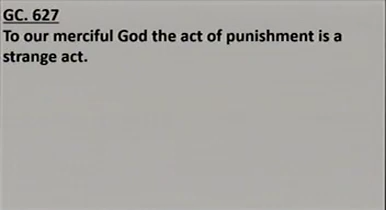 GC. 627
To our merciful God the act of punishment is a
strange act.